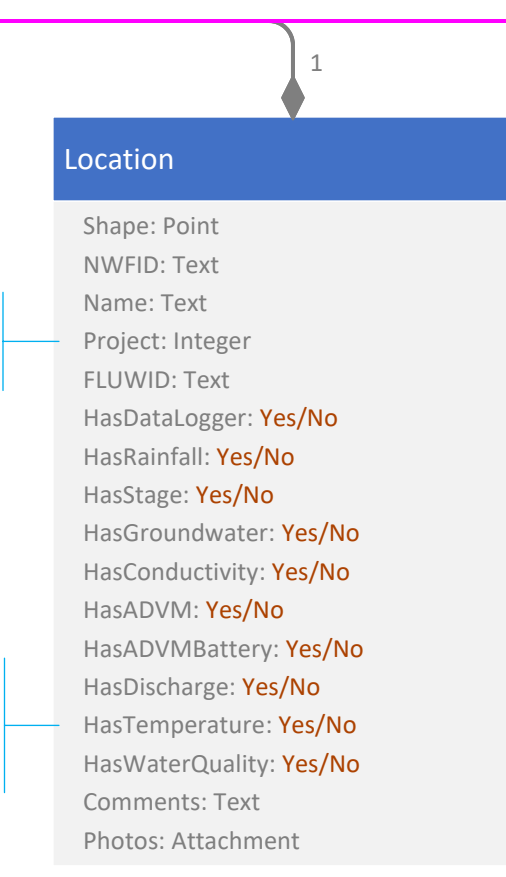 1
Location
Shape: Point
NWFID: Text
Name: Text
Project: Integer
FLUWID: Text
HasDataLogger: Yes/No
HasRainfall: Yes/No
HasStage: Yes/No
HasGroundwater: Yes/No
HasConductivity: Yes/No
HasADVM: Yes/No
HasADVMBattery: Yes/No
HasDischarge: Yes/No
HasTemperature: Yes/No
HasWaterQuality: Yes/No
Comments: Text
Photos: Attachment